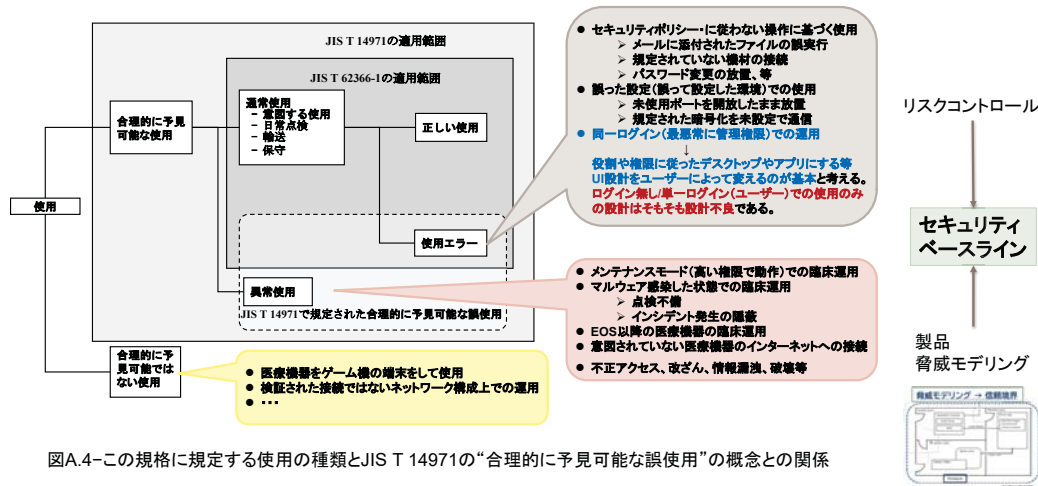 JIS T 14971の適用範囲
JIS T 62366-1の適用範囲
使用
合理的に予見
可能な使用
通常使用
– 意図する使用
– 日常点検
– 輸送
– 保守
正しい使用
使用エラー
異常使用
JIS T 14971で規定された合理的に予見可能な誤使用
合理的に予
見可能では
ない使用
● セキュリティポリシー・に従わない操作に基づく使用
➢ メールに添付されたファイルの誤実行
➢ 規定されていない機材の接続
➢ パスワード変更の放置、等
● 誤った設定(誤って設定した環境)での使用
➢ 未使用ポートを開放したまま放置
➢ 規定された暗号化を未設定で通信
● 同一ログイン(最悪常に管理権限)での運用
↓
役割や権限に従ったデスクトップやアプリにする等
UI設計をユーザーによって変えるのが基本と考える。
ログイン無し/単一ログイン(ユーザー)での使用のみ
の設計はそもそも設計不良である。
● メンテナンスモード(高い権限で動作)での臨床運用
● マルウェア感染した状態での臨床運用
➢ 点検不備
➢ インシデント発生の隠蔽
● EOS以降の医療機器の臨床運用
● 意図されていない医療機器のインターネットへの接続
● 不正アクセス、改ざん、情報漏洩、破壊等
● 医療機器をゲーム機の端末をして使用
● 検証された接続ではないネットワーク構成上での運用
● ・・・
リスクコントロール
セキュリティ
ベースライン
製品
脅威モデリング
脅威モデリング → 信頼境界
図A.4−この規格に規定する使用の種類とJIS T 14971の“合理的に予見可能な誤使用”の概念との関係